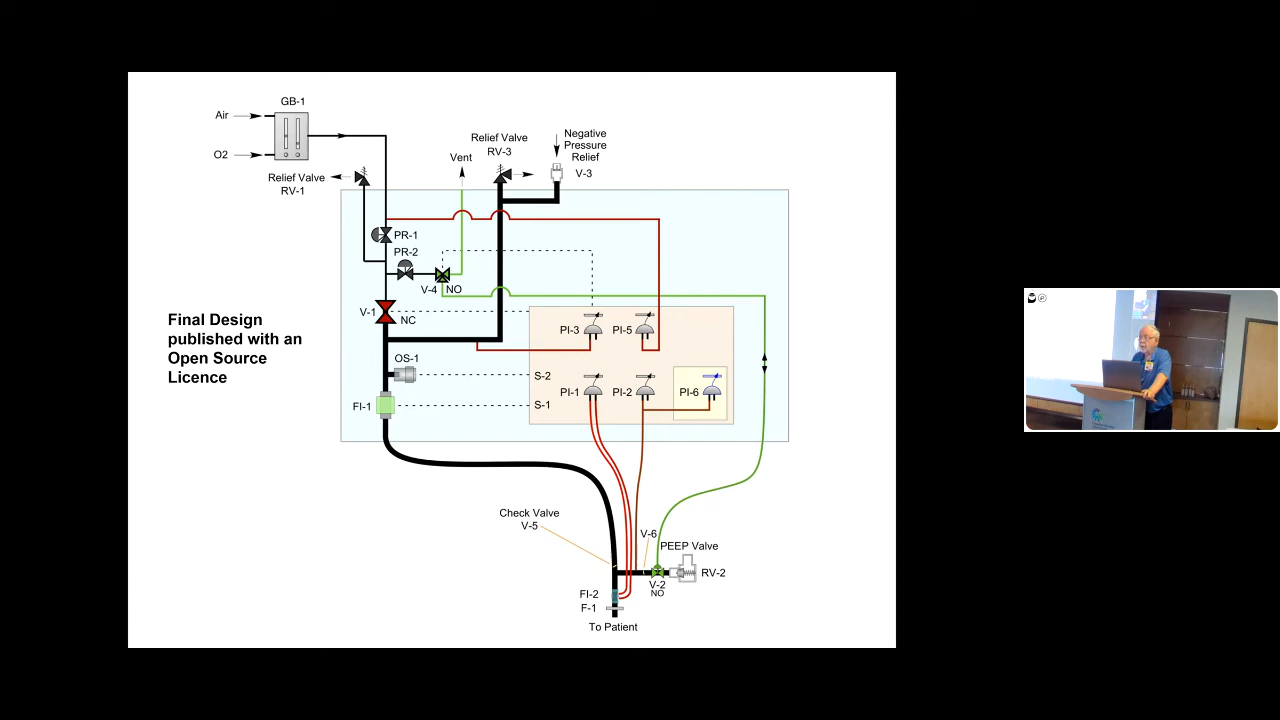 GB-1
Air
O2
Relief Valve
RV-1
Vent
Relief Valve
RV-3
Negative
Pressure
Relief
V-3
PR-1
PR-2
V-4
NO
V-1
NC
Final Design
published with an
Open Source
Licence
OS-1
FI-1
PI-3
PI-5
S-2
S-1
PI-1
PI-2
PI-6
Check Valve
V-5
V-6
PEEP Valve
RV-2
V-2
NO
FI-2
F-1
To Patient